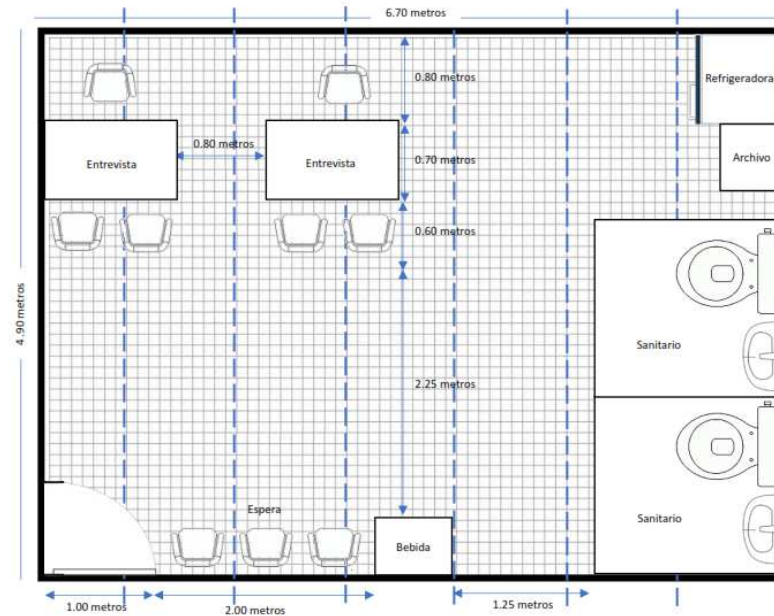 6.70 metros
0.80 metros
Refrigeradora
0.80 metros
Entrevista
Entrevista
0.70 metros
Archivo
0.60 metros
4.90 metros
Sanitario
2.25 metros
Espera
Bebida
Sanitario
1.00 metros
2.00 metros
1.25 metros